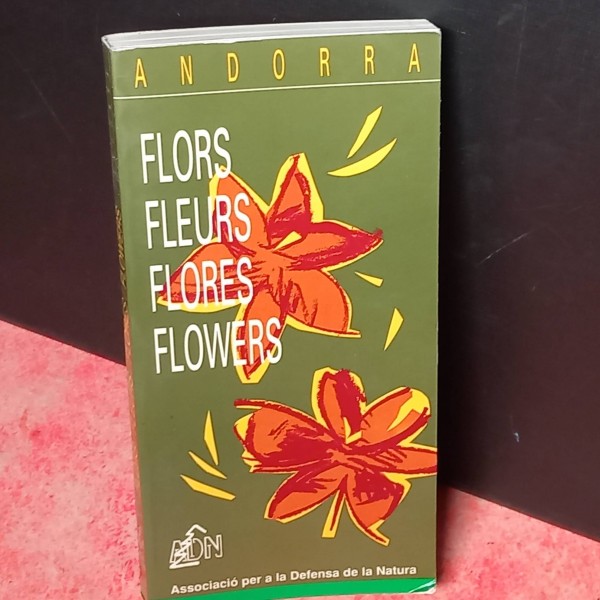 ANDORRA
FLORS
FLEURS
FLORES
FLOWERS
ADN
Associació per a la Defensa de la Natura